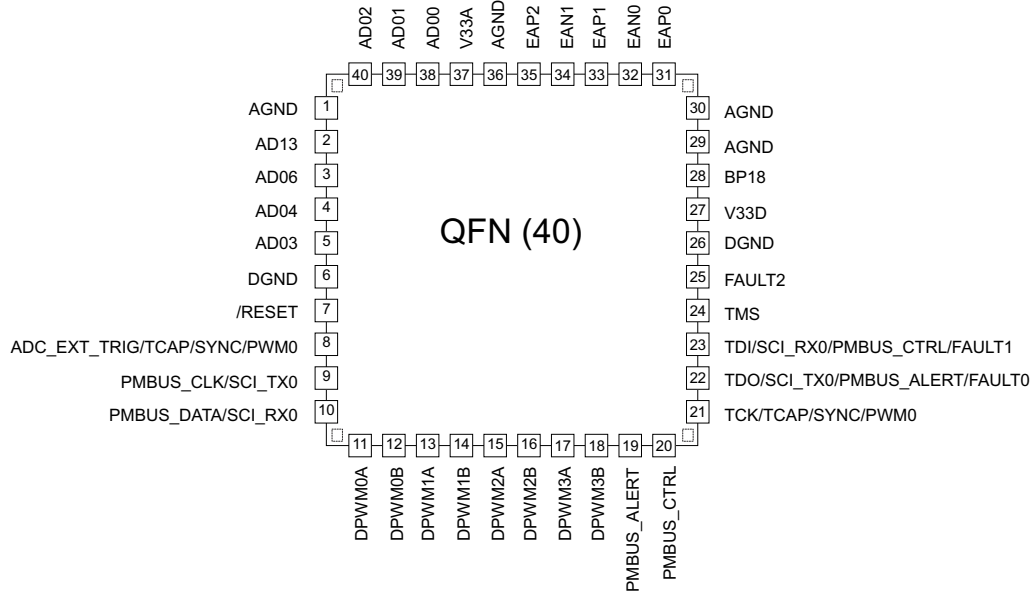 AD02
AD01
AD00
V33A
AGND
EAP2
EAN1
EAP1
EAN0
EAP0
40
39
38
37
36
35
34
33
32
31
AGND 1
AD13 2
AD06 3
AD04 4
AD03 5
DGND 6
/RESET 7
ADC_EXT_TRIG/TCAP/SYNC/PWM0 8
PMBUS_CLK/SCI_TX0 9
PMBUS_DATA/SCI_RX0 10
QFN (40)
30 AGND
29 AGND
28 BP18
27 V33D
26 DGND
25 FAULT2
24 TMS
23 TDI/SCI_RX0/PMBUS_CTRL/FAULT1
22 TDO/SCI_TX0/PMBUS_ALERT/FAULT0
21 TCK/TCAP/SYNC/PWM0
11
12
13
14
15
16
17
18
19
20
DPWM0A
DPWM0B
DPWM1A
DPWM1B
DPWM2A
DPWM2B
DPWM3A
DPWM3B
PMBUS_ALERT
PMBUS_CTRL